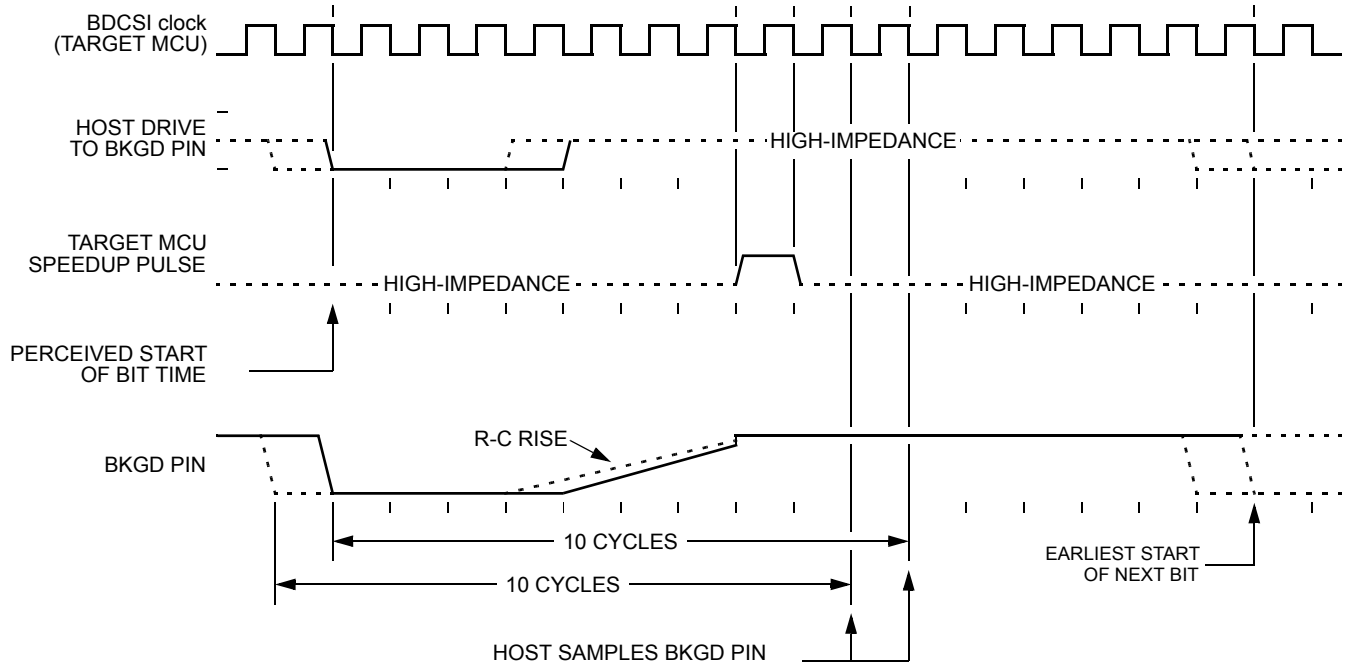 BDCSI clock
(TARGET MCU)
HOST DRIVE
TO BKGD PIN
HIGH-IMPEDANCE
TARGET MCU
SPEEDUP PULSE
HIGH-IMPEDANCE
HIGH-IMPEDANCE
PERCEIVED START
OF BIT TIME
R-C RISE
BKGD PIN
10 CYCLES
EARLIEST START
OF NEXT BIT
10 CYCLES
HOST SAMPLES BKGD PIN